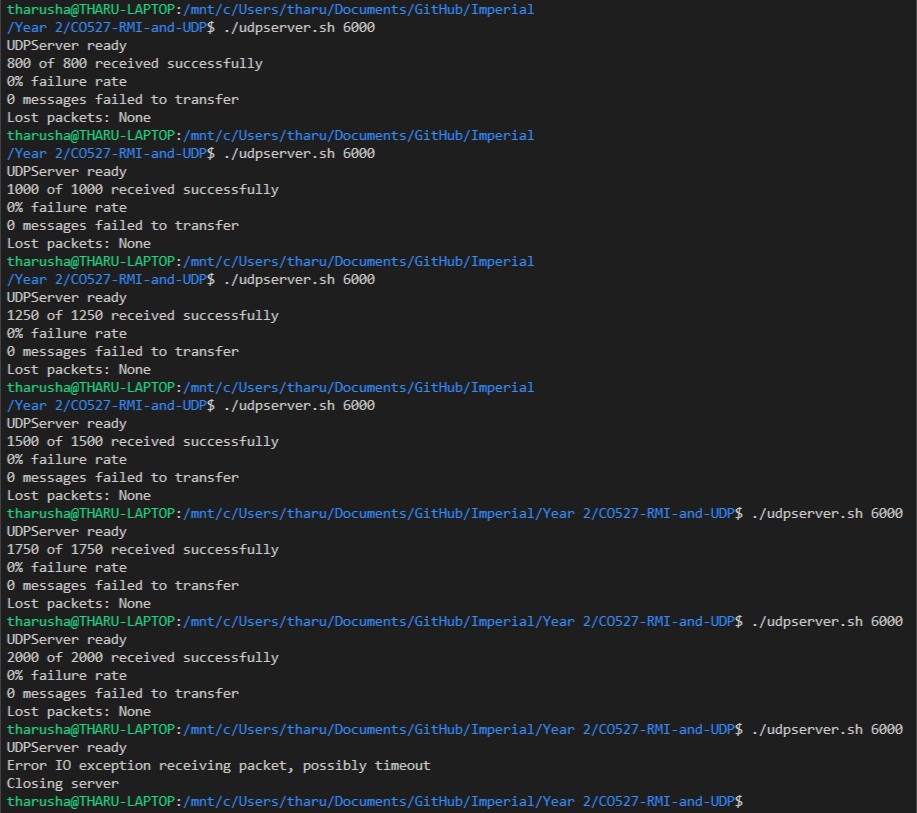 tharusha@THARU-LAPTOP:/mnt/c/Users/tharu/Documents/GitHub/Imperial
/Year 2/CO527-RMI-and-UDP$ ./udpserver.sh 6000
UDPServer ready
800 of 800 received successfully
0% failure rate
0 messages failed to transfer
Lost packets: None
tharusha@THARU-LAPTOP:/mnt/c/Users/tharu/Documents/GitHub/Imperial
/Year 2/CO527-RMI-and-UDP$ ./udpserver.sh 6000
UDPServer ready
1000 of 1000 received successfully
0% failure rate
0 messages failed to transfer
Lost packets: None
tharusha@THARU-LAPTOP:/mnt/c/Users/tharu/Documents/GitHub/Imperial
/Year 2/CO527-RMI-and-UDP$ ./udpserver.sh 6000
UDPServer ready
1250 of 1250 received successfully
0% failure rate
0 messages failed to transfer
Lost packets: None
tharusha@THARU-LAPTOP:/mnt/c/Users/tharu/Documents/GitHub/Imperial
/Year 2/CO527-RMI-and-UDP$ ./udpserver.sh 6000
UDPServer ready
1500 of 1500 received successfully
0% failure rate
0 messages failed to transfer
Lost packets: None
tharusha@THARU-LAPTOP:/mnt/c/Users/tharu/Documents/GitHub/Imperial/Year 2/CO527-RMI-and-UDP$ ./udpserver.sh 6000
UDPServer ready
1750 of 1750 received successfully
0% failure rate
0 messages failed to transfer
Lost packets: None
tharusha@THARU-LAPTOP:/mnt/c/Users/tharu/Documents/GitHub/Imperial/Year 2/CO527-RMI-and-UDP$ ./udpserver.sh 6000
UDPServer ready
2000 of 2000 received successfully
0% failure rate
0 messages failed to transfer
Lost packets: None
tharusha@THARU-LAPTOP:/mnt/c/Users/tharu/Documents/GitHub/Imperial/Year 2/CO527-RMI-and-UDP$ ./udpserver.sh 6000
UDPServer ready
Error IO exception receiving packet, possibly timeout
Closing server
tharusha@THARU-LAPTOP:/mnt/c/Users/tharu/Documents/GitHub/Imperial/Year 2/CO527-RMI-and-UDP$